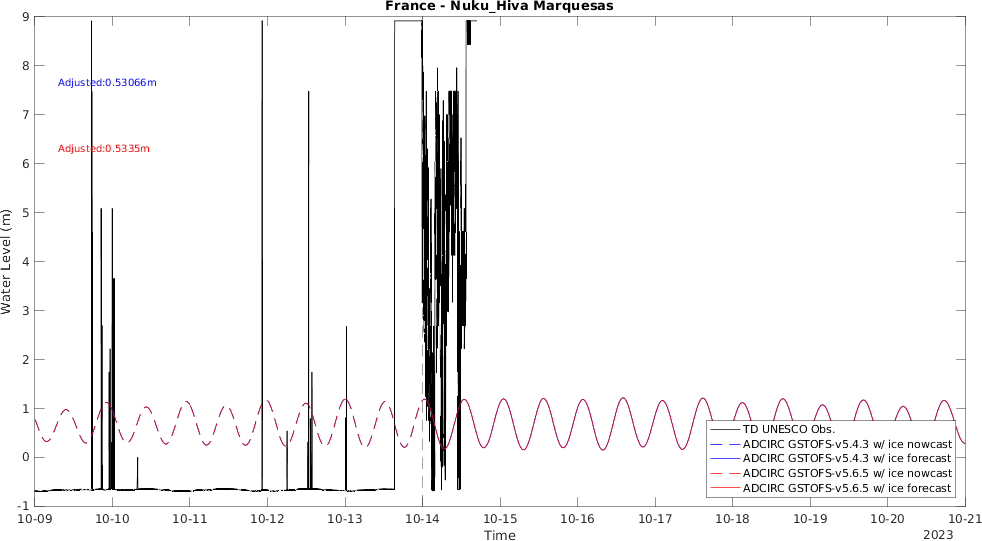 France - Nuku_Hiva Marquesas
9
8
7
6
5
4
3
2
1
0
-1
Water Level (m)
Adjusted:0.53066m
Adjusted:0.5335m
TD UNESCO Obs.
ADCIRC GSTOFS-v5.4.3 w/ ice nowcast
ADCIRC GSTOFS-v5.4.3 w/ ice forecast
ADCIRC GSTOFS-v5.6.5 w/ ice nowcast
ADCIRC GSTOFS-v5.6.5 w/ ice forecast
10-09 10-10 10-11 10-12 10-13 10-14 10-15 10-16 10-17 10-18 10-19 10-20 10-21
Time
2023